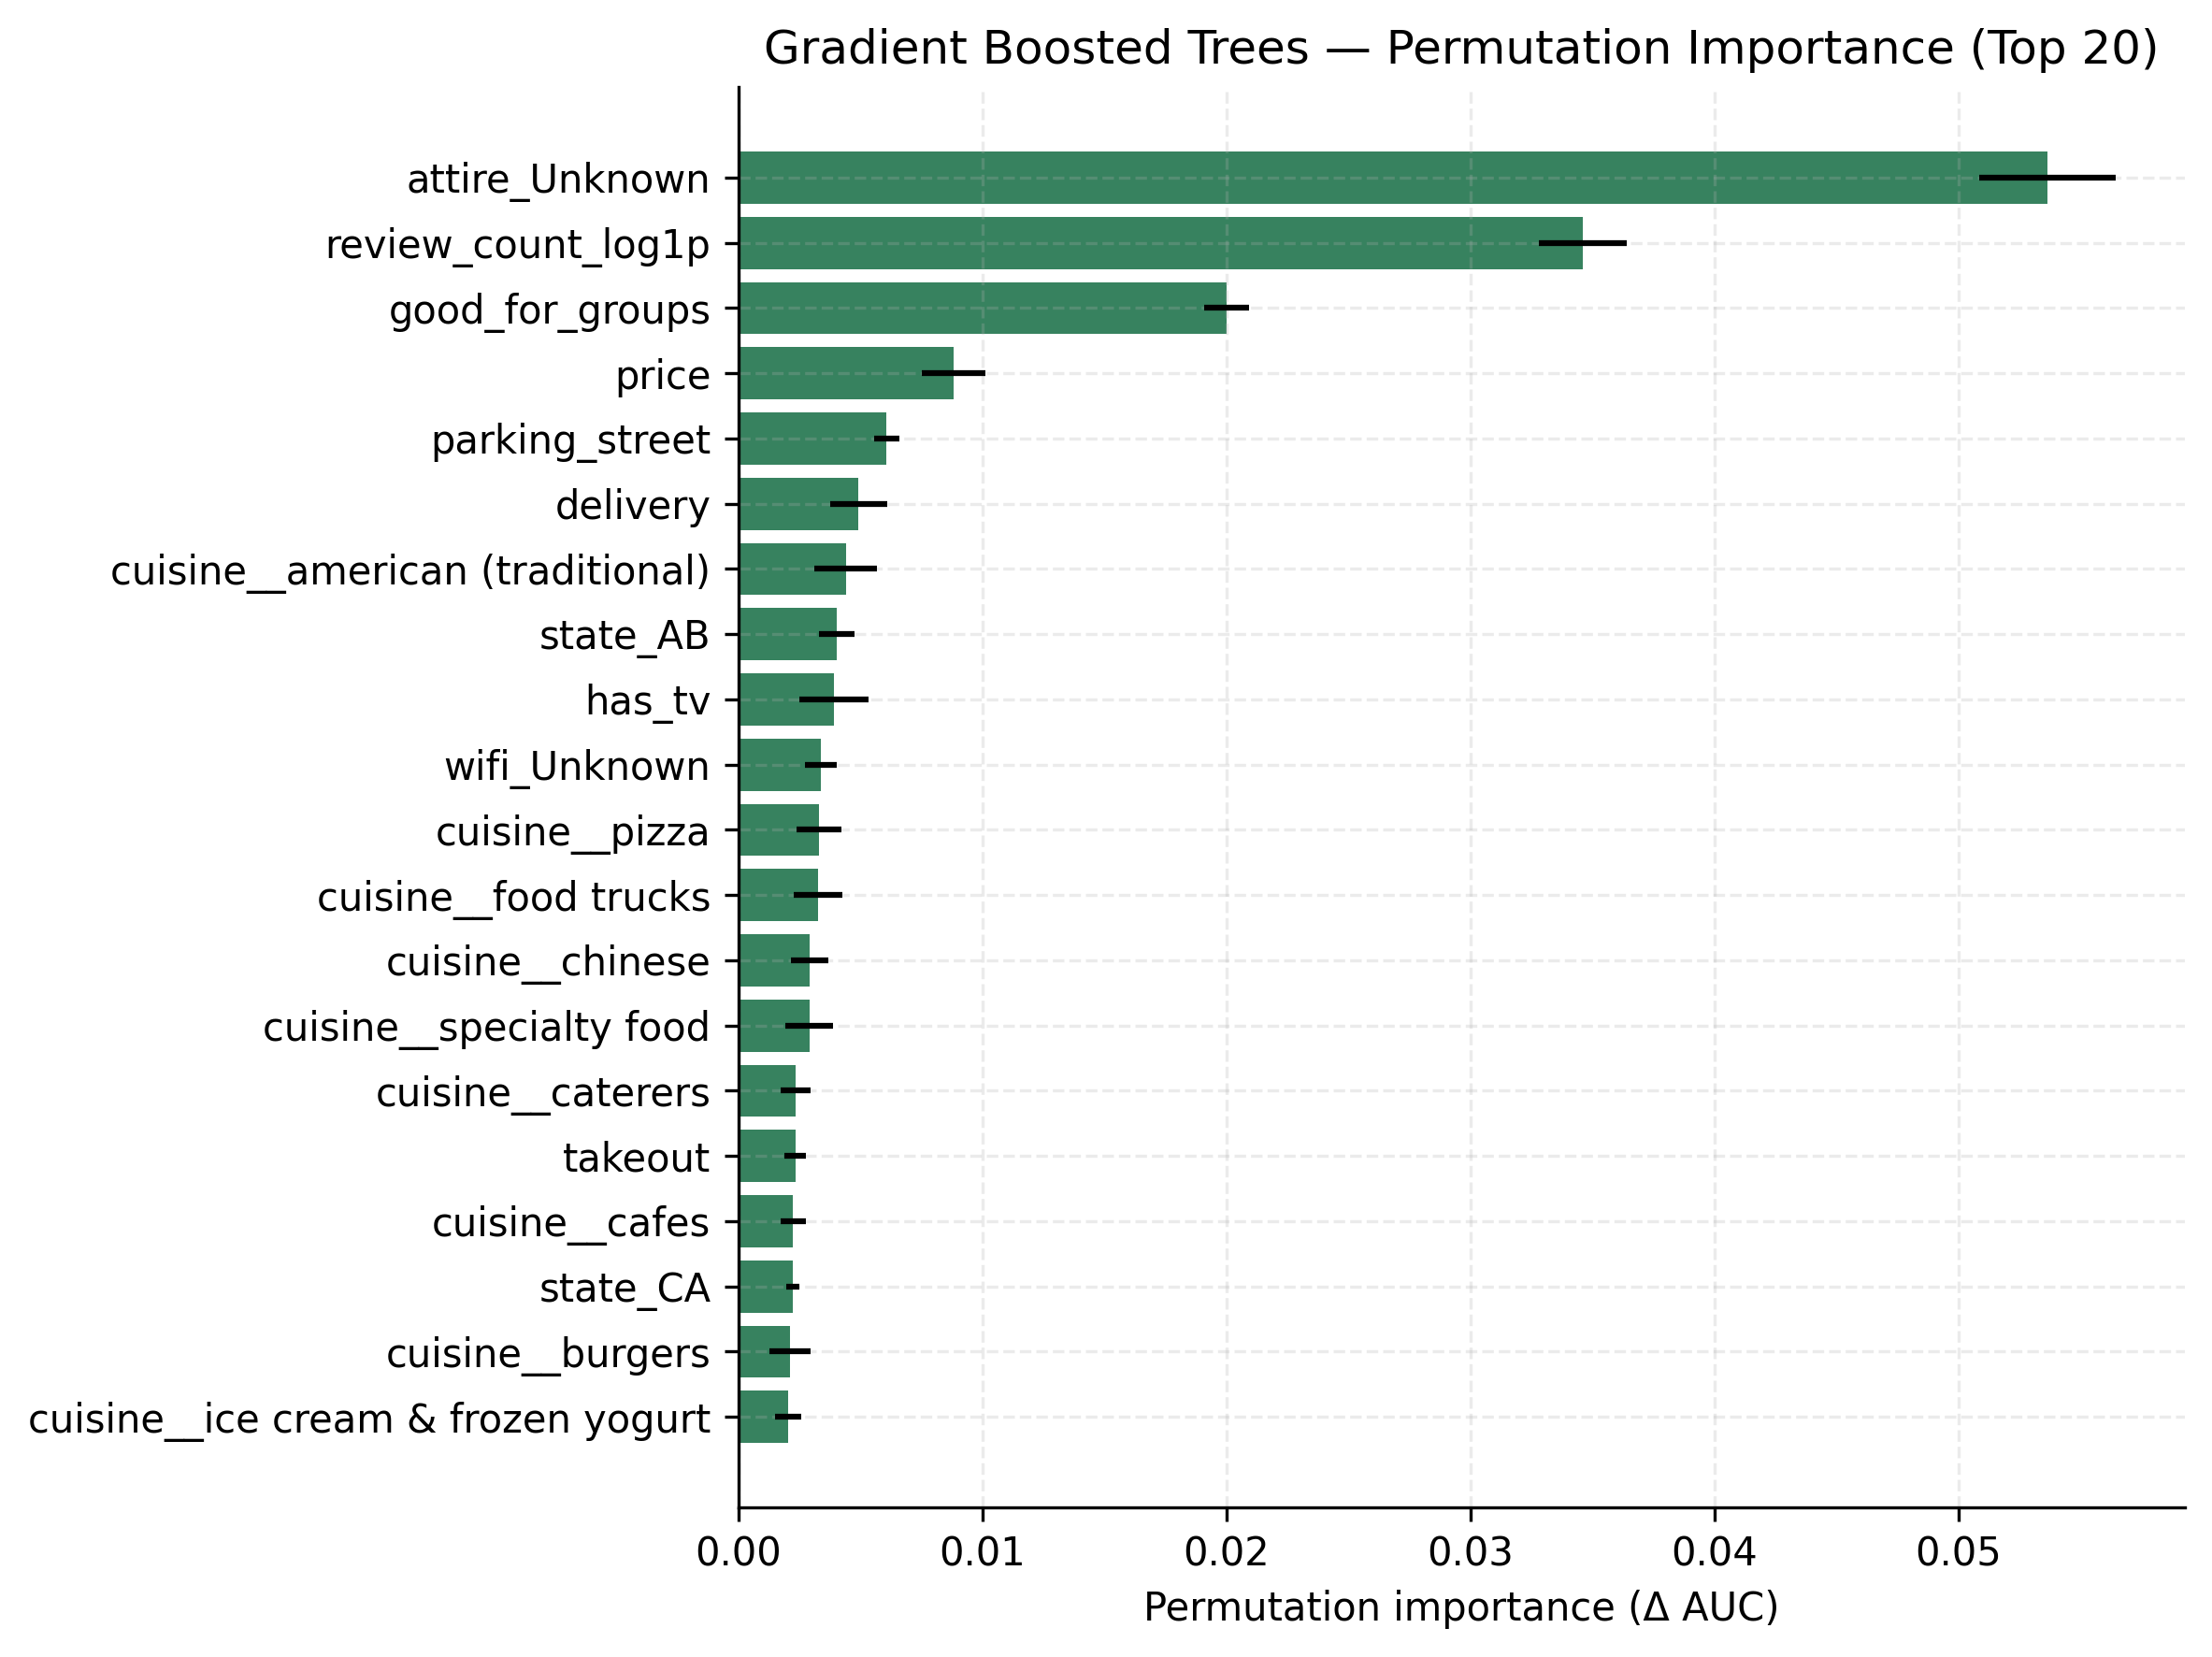 Gradient Boosted Trees — Permutation Importance (Top 20)
attire_Unknown
review_count_log1p
good_for_groups
price
parking_street
delivery
cuisine__american (traditional)
state_AB
has_tv
wifi_Unknown
cuisine__pizza
cuisine__food trucks
cuisine__chinese
cuisine__specialty food
cuisine__caterers
takeout
cuisine__cafes
state_CA
cuisine__burgers
cuisine__ice cream & frozen yogurt
0.00 0.01 0.02 0.03 0.04 0.05
Permutation importance (Δ AUC)